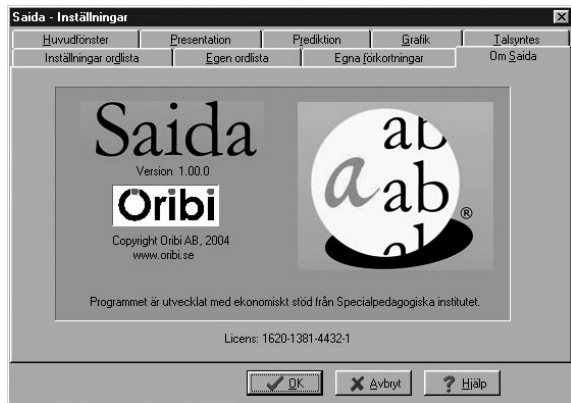 Saida - Inställningar
Huvudfönster Presentation Prediktion Grafik Talsyntes
Inställningar ordlista Egen ordlista Egna förkortningar Om Saida
Saida
Version 1.00.0
Oribi
Copyright Oribi AB, 2004
www.oribi.se
ab
a ab
al
®
Programmet är utvecklat med ekonomiskt stöd från Specialpedagogiska institutet.
Licens: 1620-1381-4432-1
OK Avbryt ? Hjälp